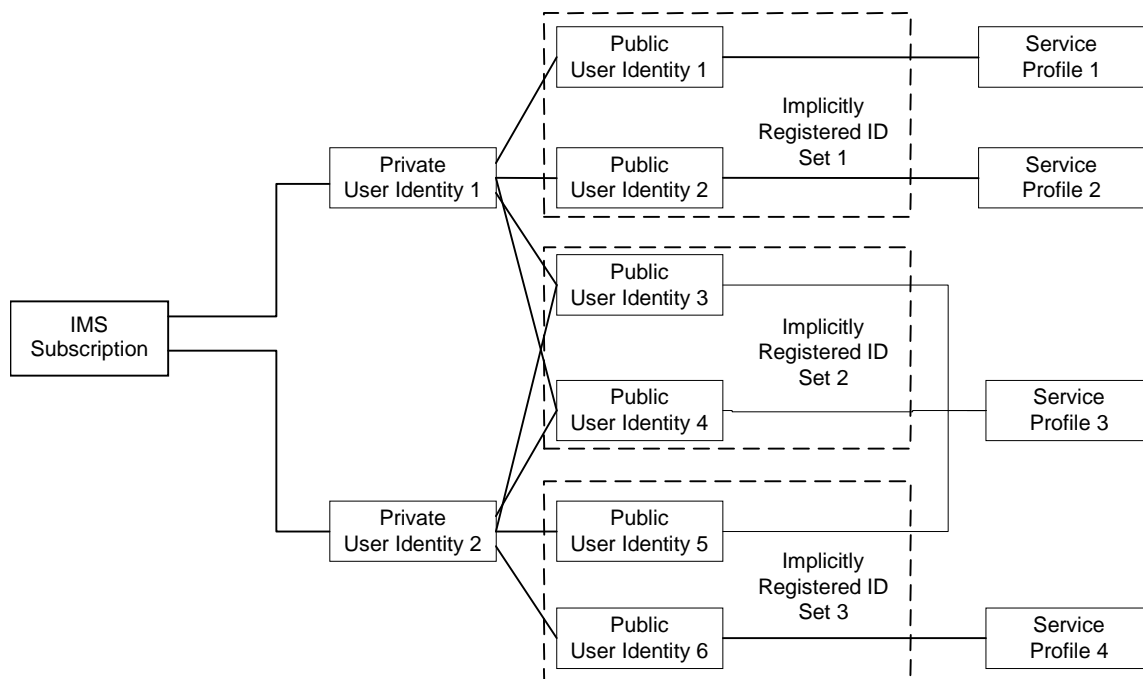 Public
User Identity 1
Service
Profile 1
Implicitly
Registered ID
Set 1
Private
User Identity 1
Public
User Identity 2
Service
Profile 2
Public
User Identity 3
IMS
Subscription
Implicitly
Registered ID
Set 2
Public
User Identity 4
Service
Profile 3
Private
User Identity 2
Public
User Identity 5
Implicitly
Registered ID
Set 3
Public
User Identity 6
Service
Profile 4